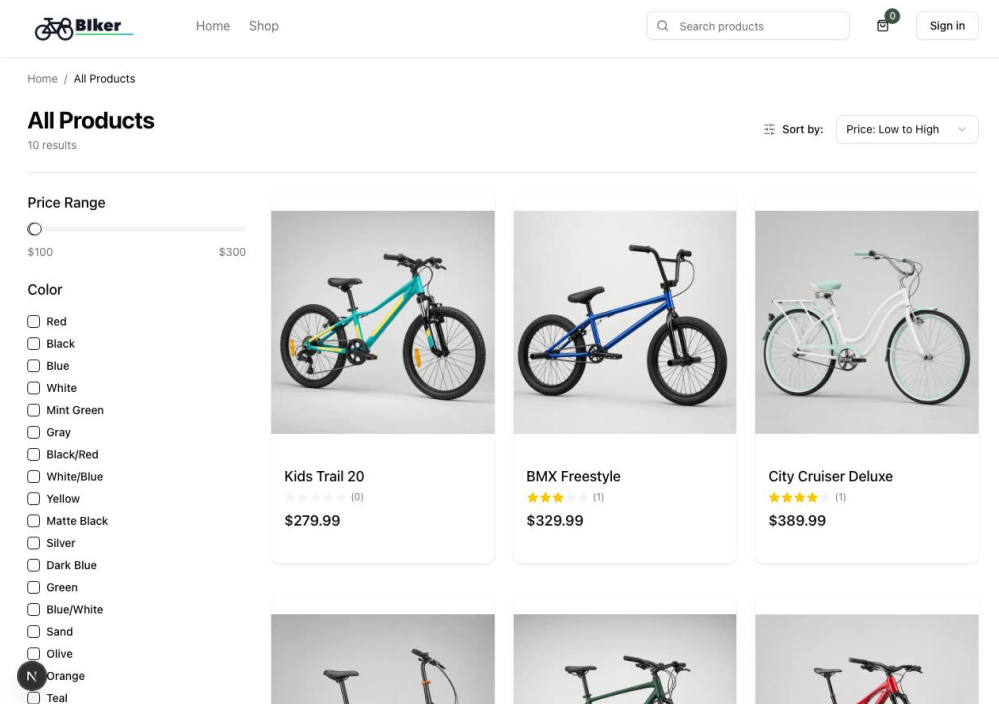 BIker
Home Shop
Search products
0
Sign in
Home / All Products
All Products
10 results
Sort by: Price: Low to High
Price Range
$100 $300
Color
Red
Black
Blue
White
Mint Green
Gray
Black/Red
White/Blue
Yellow
Matte Black
Silver
Dark Blue
Green
Blue/White
Sand
Olive
Orange
Teal
N
Kids Trail 20
(0)
$279.99
BMX Freestyle
(1)
$329.99
City Cruiser Deluxe
(1)
$389.99